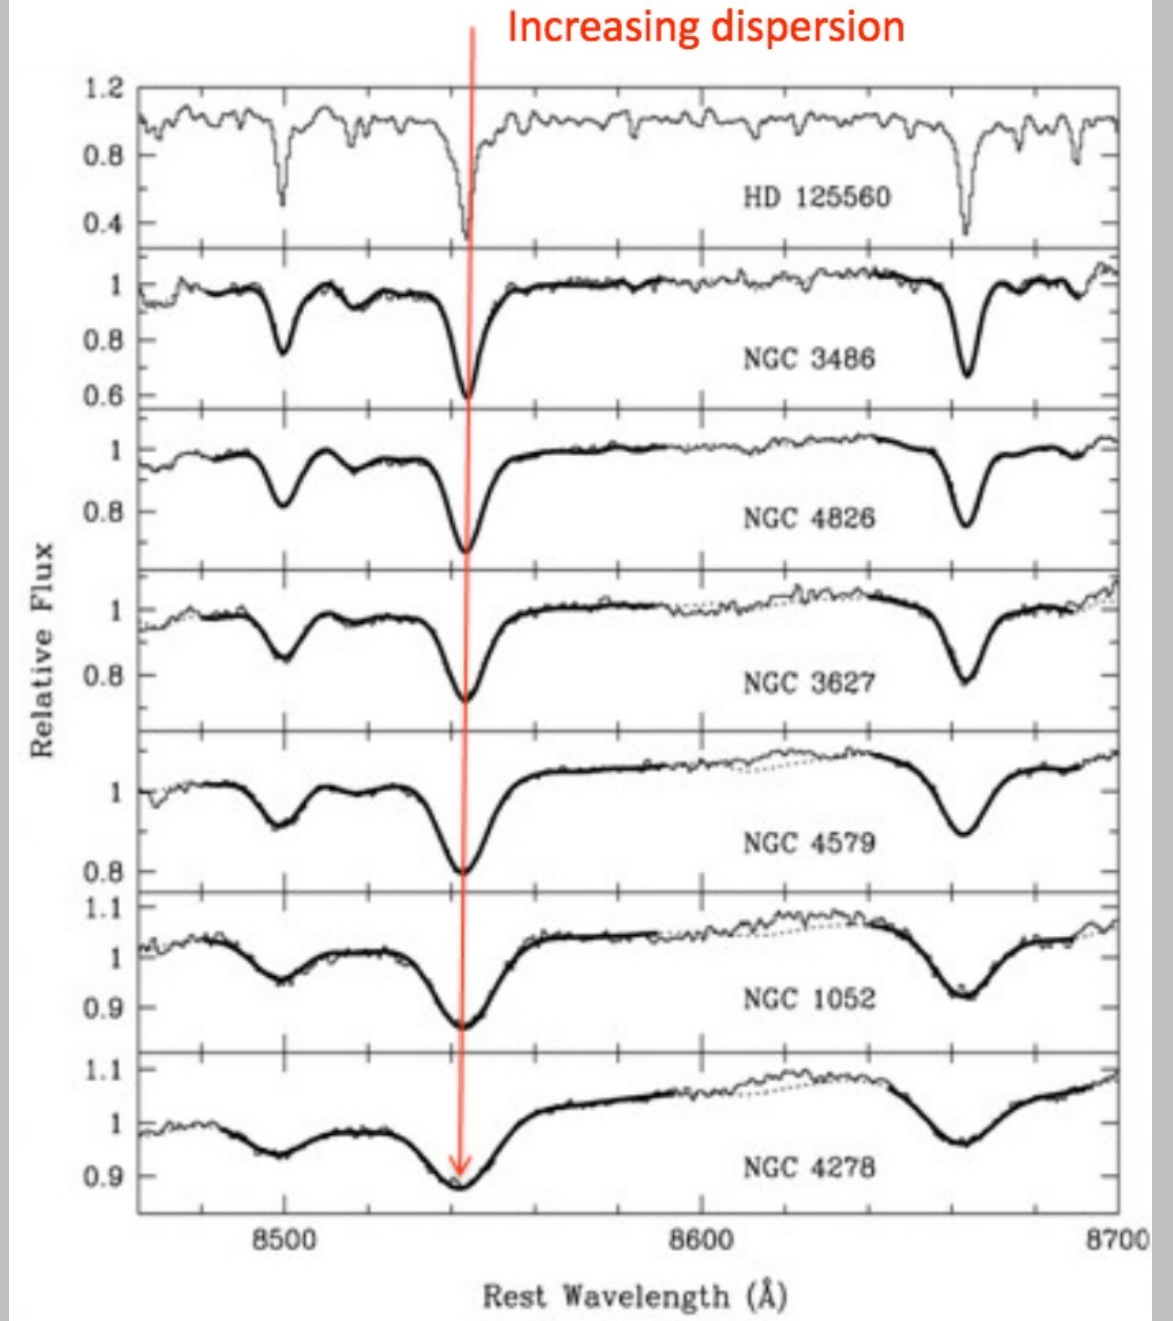 Increasing dispersion
1.2
0.8
0.4
HD 125560
1
0.8
0.6
NGC 3486
1
0.8
NGC 4826
1
0.8
NGC 3627
1
0.8
NGC 4579
1.1
1
0.9
NGC 1052
1.1
1
0.9
NGC 4278
Relative Flux
8500 8600 8700
Rest Wavelength (Å)